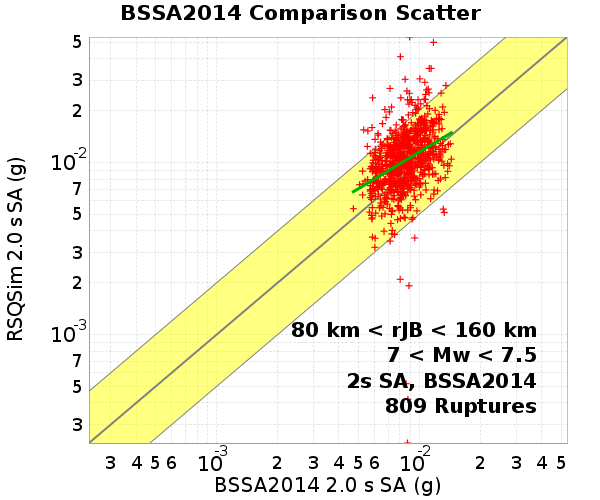 BSSA2014 Comparison Scatter
RSQSim 2.0 s SA (g)
5
3
2
10-2
7
5
3
2
10-3
7
5
3
80 km < rJB < 160 km
7 < Mw < 7.5
2s SA, BSSA2014
809 Ruptures
3 4 5 6 10-3 2 3 4 5 6 10-2 2 3 4 5
BSSA2014 2.0 s SA (g)